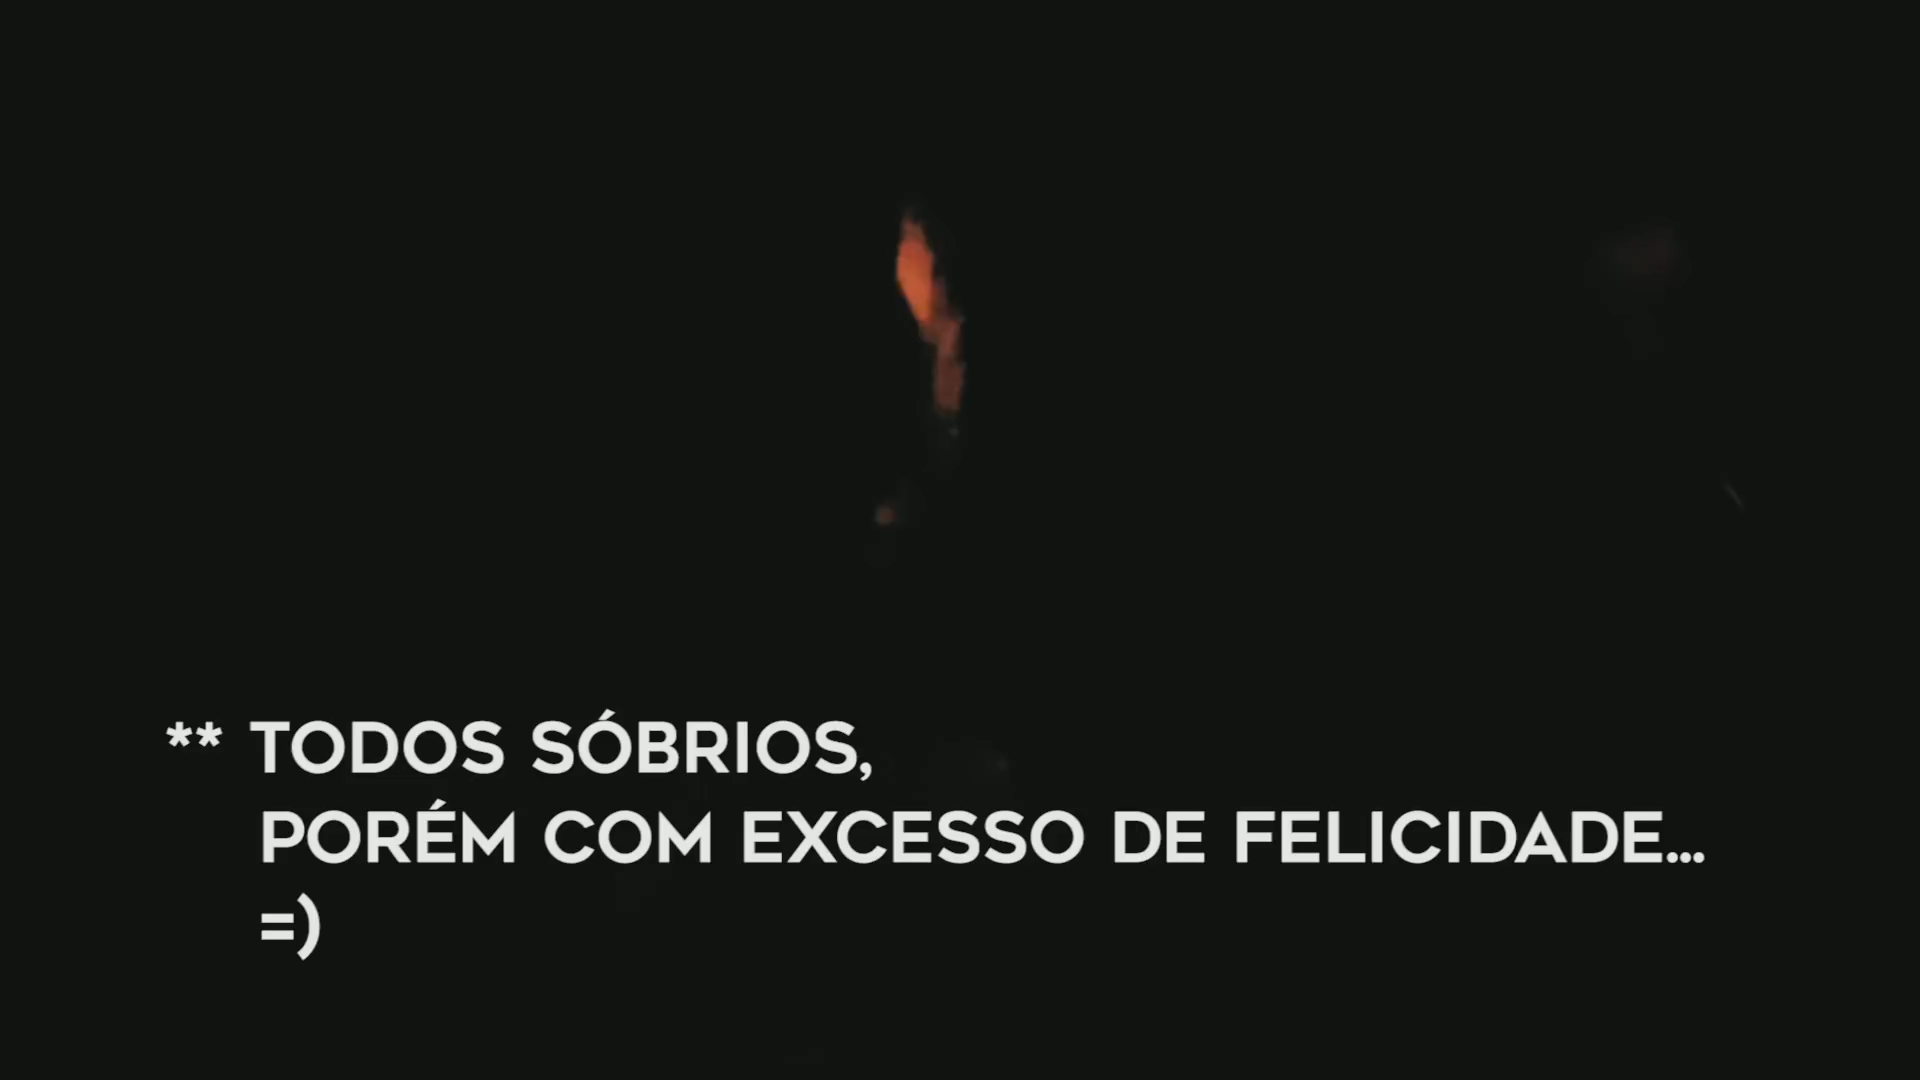 ** TODOS SÓBRIOS,
PORÉM COM EXCESSO DE FELICIDADE...
=)